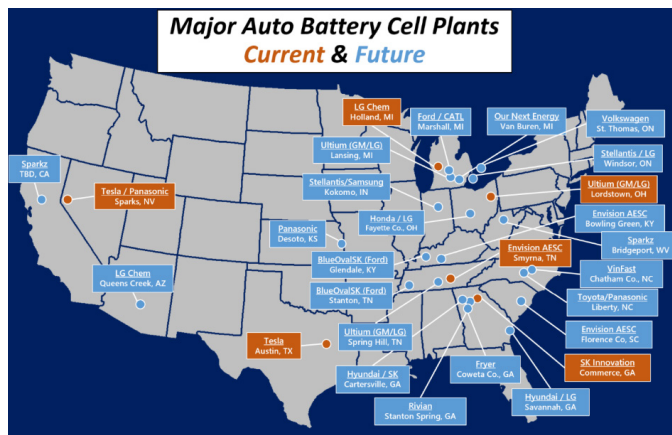 Major Auto Battery Cell Plants
Current & Future
LG Chem
Holland, MI
Ford / CATL
Marshall, MI
Our Next Energy
Van Buren, MI
Volkswagen
St. Thomas, ON
Ultium (GM/LG)
Lansing, MI
Stellantis / LG
Windsor, ON
Sparkz
TBD, CA
Tesla / Panasonic
Sparks, NV
Stellantis/Samsung
Kokomo, IN
Ultium (GM/LG)
Lordstown, OH
Honda / LG
Fayette Co., OH
Envision AESC
Bowling Green, KY
Panasonic
Desoto, KS
Sparkz
Bridgeport, WV
BlueOvalSK (Ford)
Glendale, KY
Envision AESC
Smyrna, TN
VinFast
Chatham Co., NC
LG Chem
Queens Creek, AZ
BlueOvalSK (Ford)
Stanton, TN
Toyota/Panasonic
Liberty, NC
Ultium (GM/LG)
Spring Hill, TN
Envision AESC
Florence Co, SC
Tesla
Austin, TX
Hyundai / SK
Cartersville, GA
Fryer
Coweta Co., GA
SK Innovation
Commerce, GA
Rivian
Stanton Spring, GA
Hyundai / LG
Savannah, GA